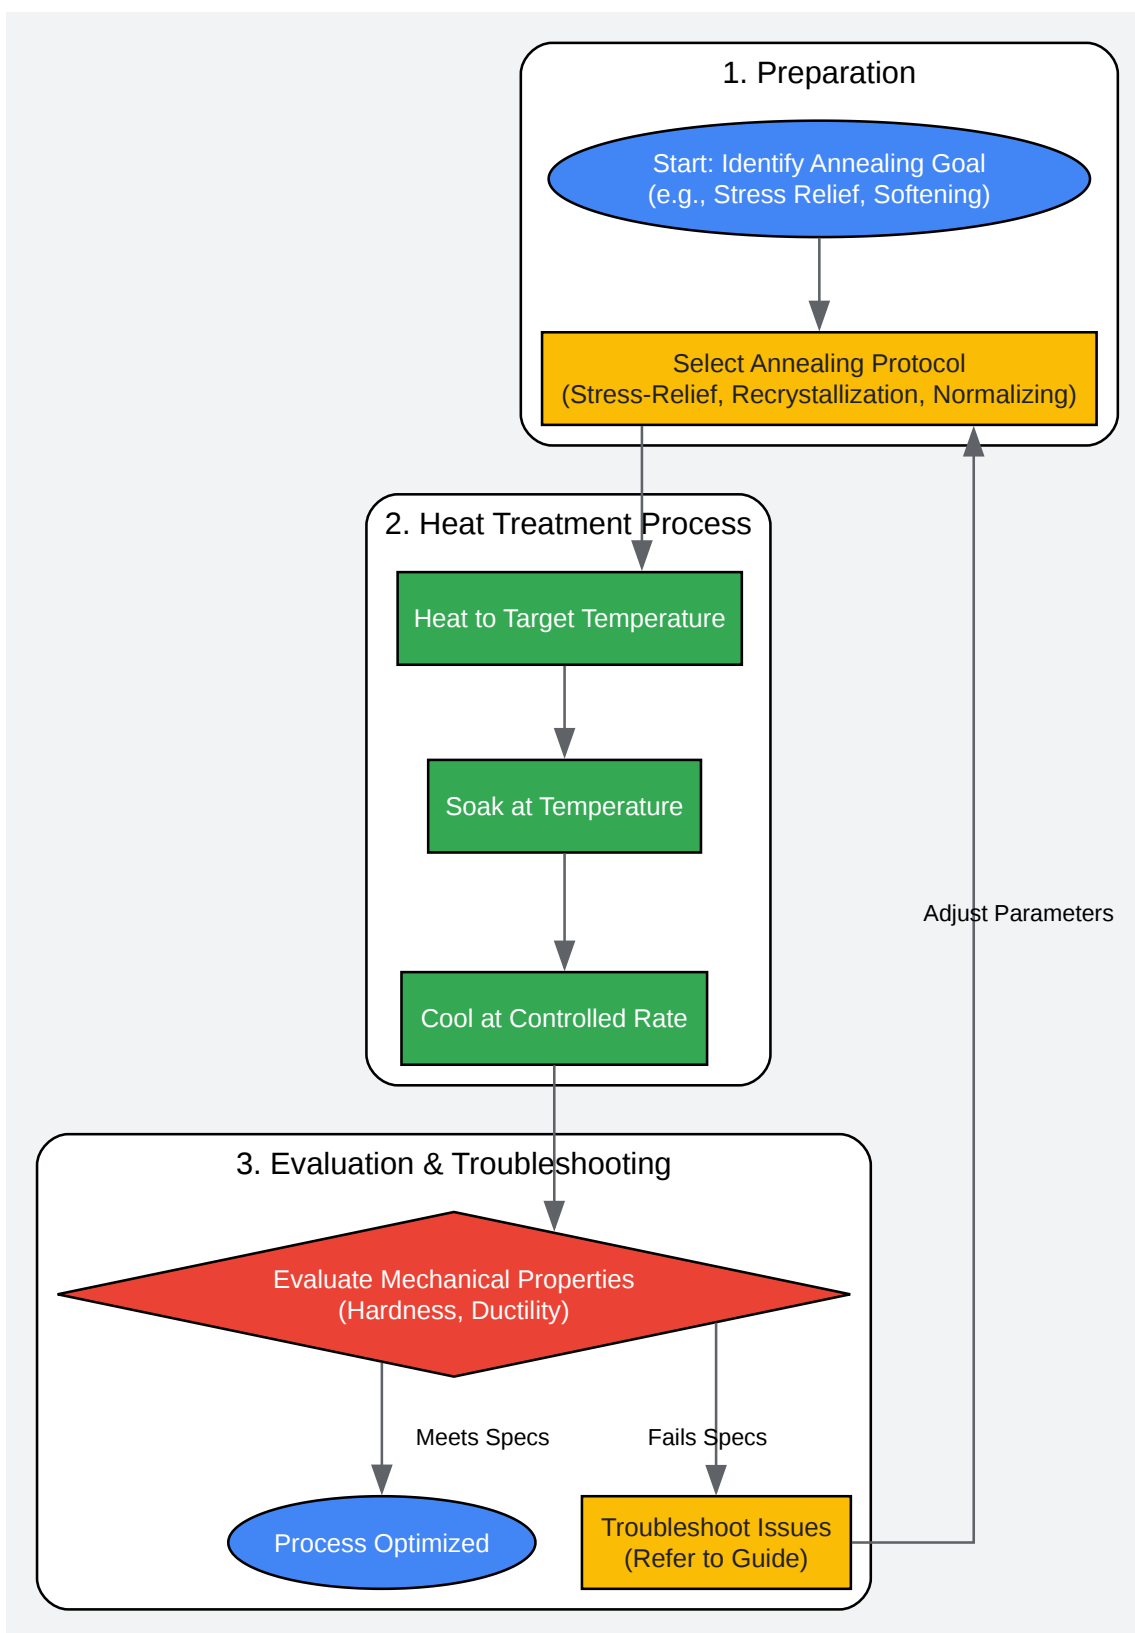 1. Preparation
Start: Identify Annealing Goal
(e.g., Stress Relief, Softening)
Select Annealing Protocol
(Stress-Relief, Recrystallization, Normalizing)
2. Heat Treatment Process
Heat to Target Temperature
Soak at Temperature
Adjust Parameters
Cool at Controlled Rate
3. Evaluation & Troubleshooting
Evaluate Mechanical Properties
(Hardness, Ductility)
Meets Specs
Fails Specs
Process Optimized
Troubleshoot Issues
(Refer to Guide)